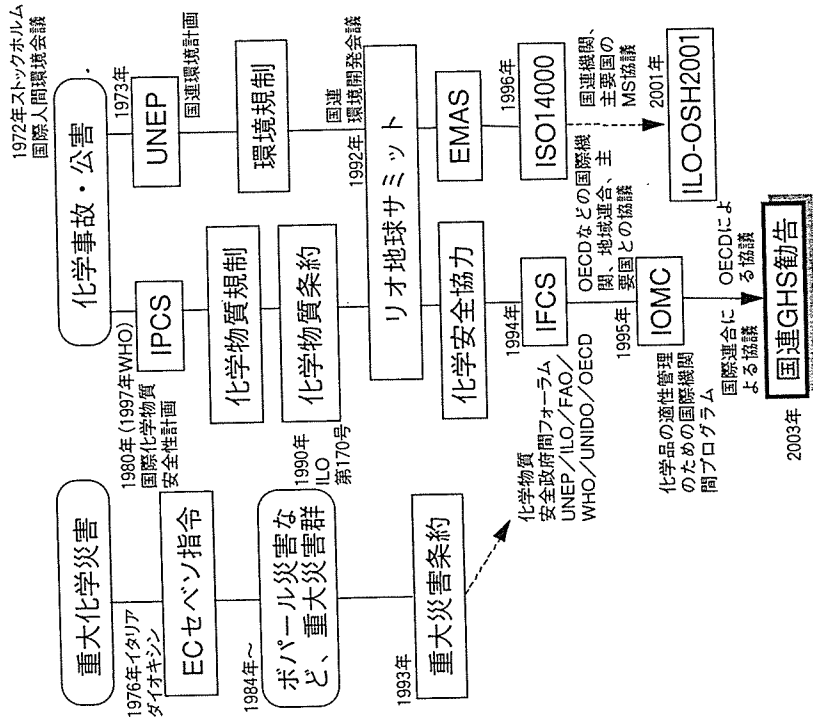 重大化学災害
1976年イタリア
ダイオキシン
ECセベソ指令
1984年～
ボパール災害な
ど、重大災害群
1993年
重大災害条約
1972年ストックホルム
国際人間環境会議
化学事故・公害
1980年(1997年WHO)
国際化学物質
安全性計画
IPCS
1973年
UNEP
国連環境計画
化学物質規制
環境規制
1990年
ILO
第170号
化学物質条約
1992年
国連
環境開発会議
リオ地球サミット
化学安全協力
EMAS
1994年
IFCS
化学物質
安全政府間フォーラム
UNEP／ILO／FAO／
WHO／UNIDO／OECD
1996年
ISO14000
OECDなどの国際機
関、地域連合、主
要国との協議
国連機関、
主要国の
MS協議
1995年
IOMC
化学品の適性管理
のための国際機関
間プログラム
2001年
ILO-OSH2001
国際連合に
よる協議
OECDによ
る協議
2003年
国連GHS勧告